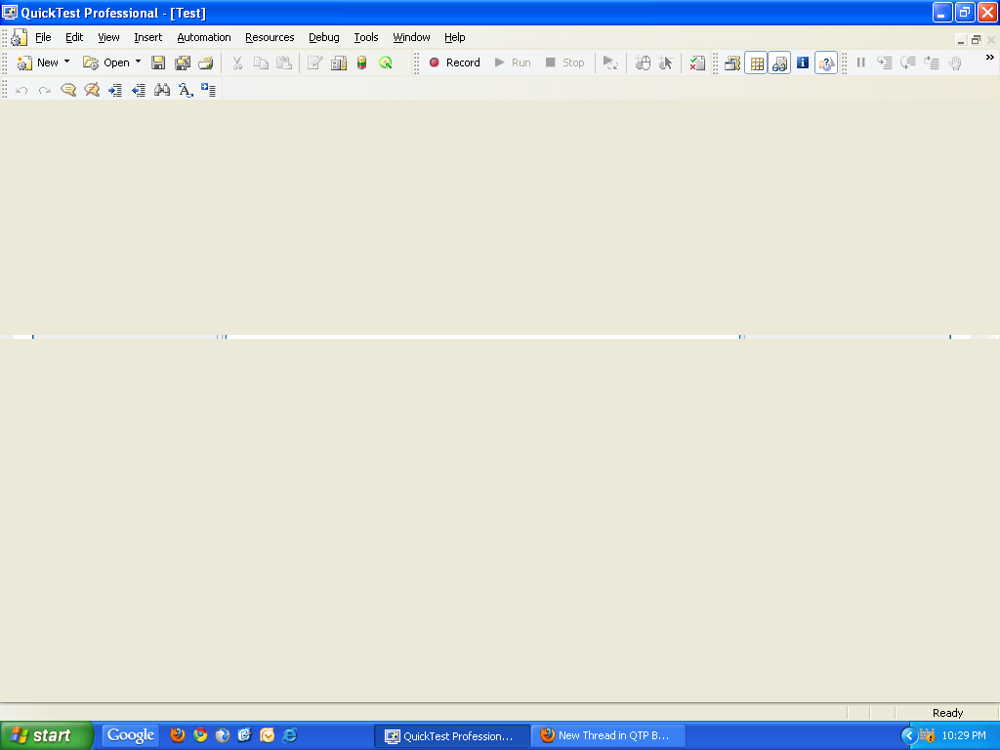 QuickTest Professional - [Test]
File Edit View Insert Automation Resources Debug Tools Window Help
New Open Record Run Stop
Ready
start Google QuickTest Profession... New Thread in QTP B... 10:29 PM